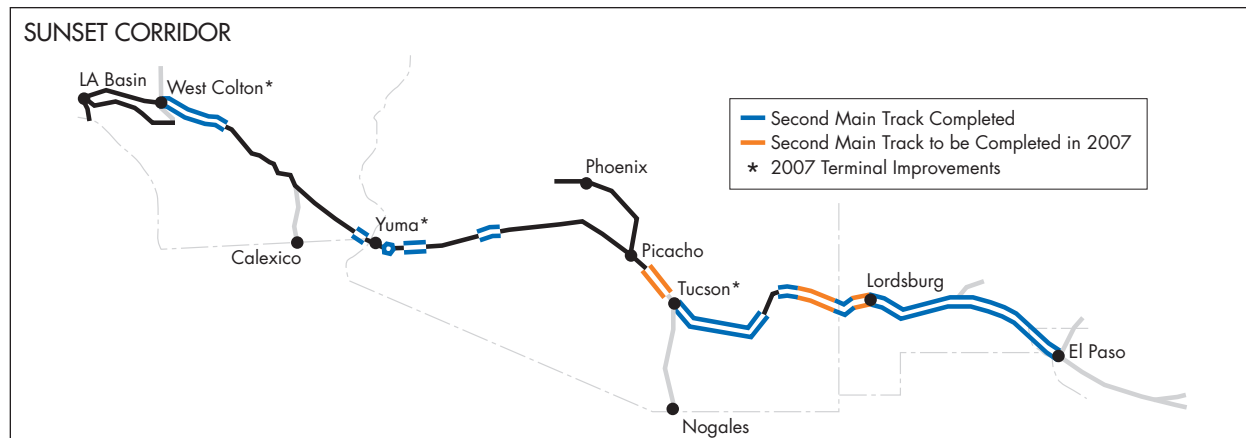 SUNSET CORRIDOR
LA Basin
West Colton*
Second Main Track Completed
Second Main Track to be Completed in 2007
* 2007 Terminal Improvements
Phoenix
Yuma*
Calexico
Picacho
Tucson*
Lordsburg
El Paso
Nogales